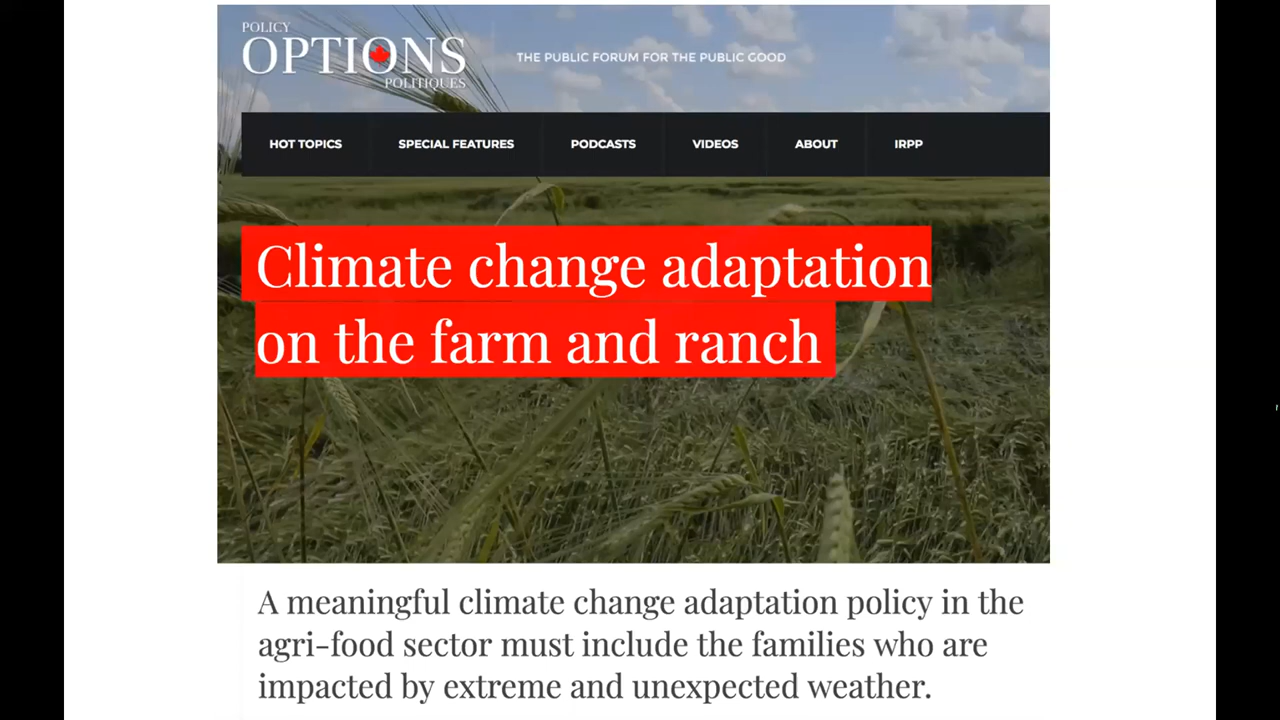 POLICY
OPTIONS
POLITIQUES
THE PUBLIC FORUM FOR THE PUBLIC GOOD
HOT TOPICS
SPECIAL FEATURES
PODCASTS
VIDEOS
ABOUT
IRPP
Climate change adaptation
on the farm and ranch
A meaningful climate change adaptation policy in the
agri-food sector must include the families who are
impacted by extreme and unexpected weather.